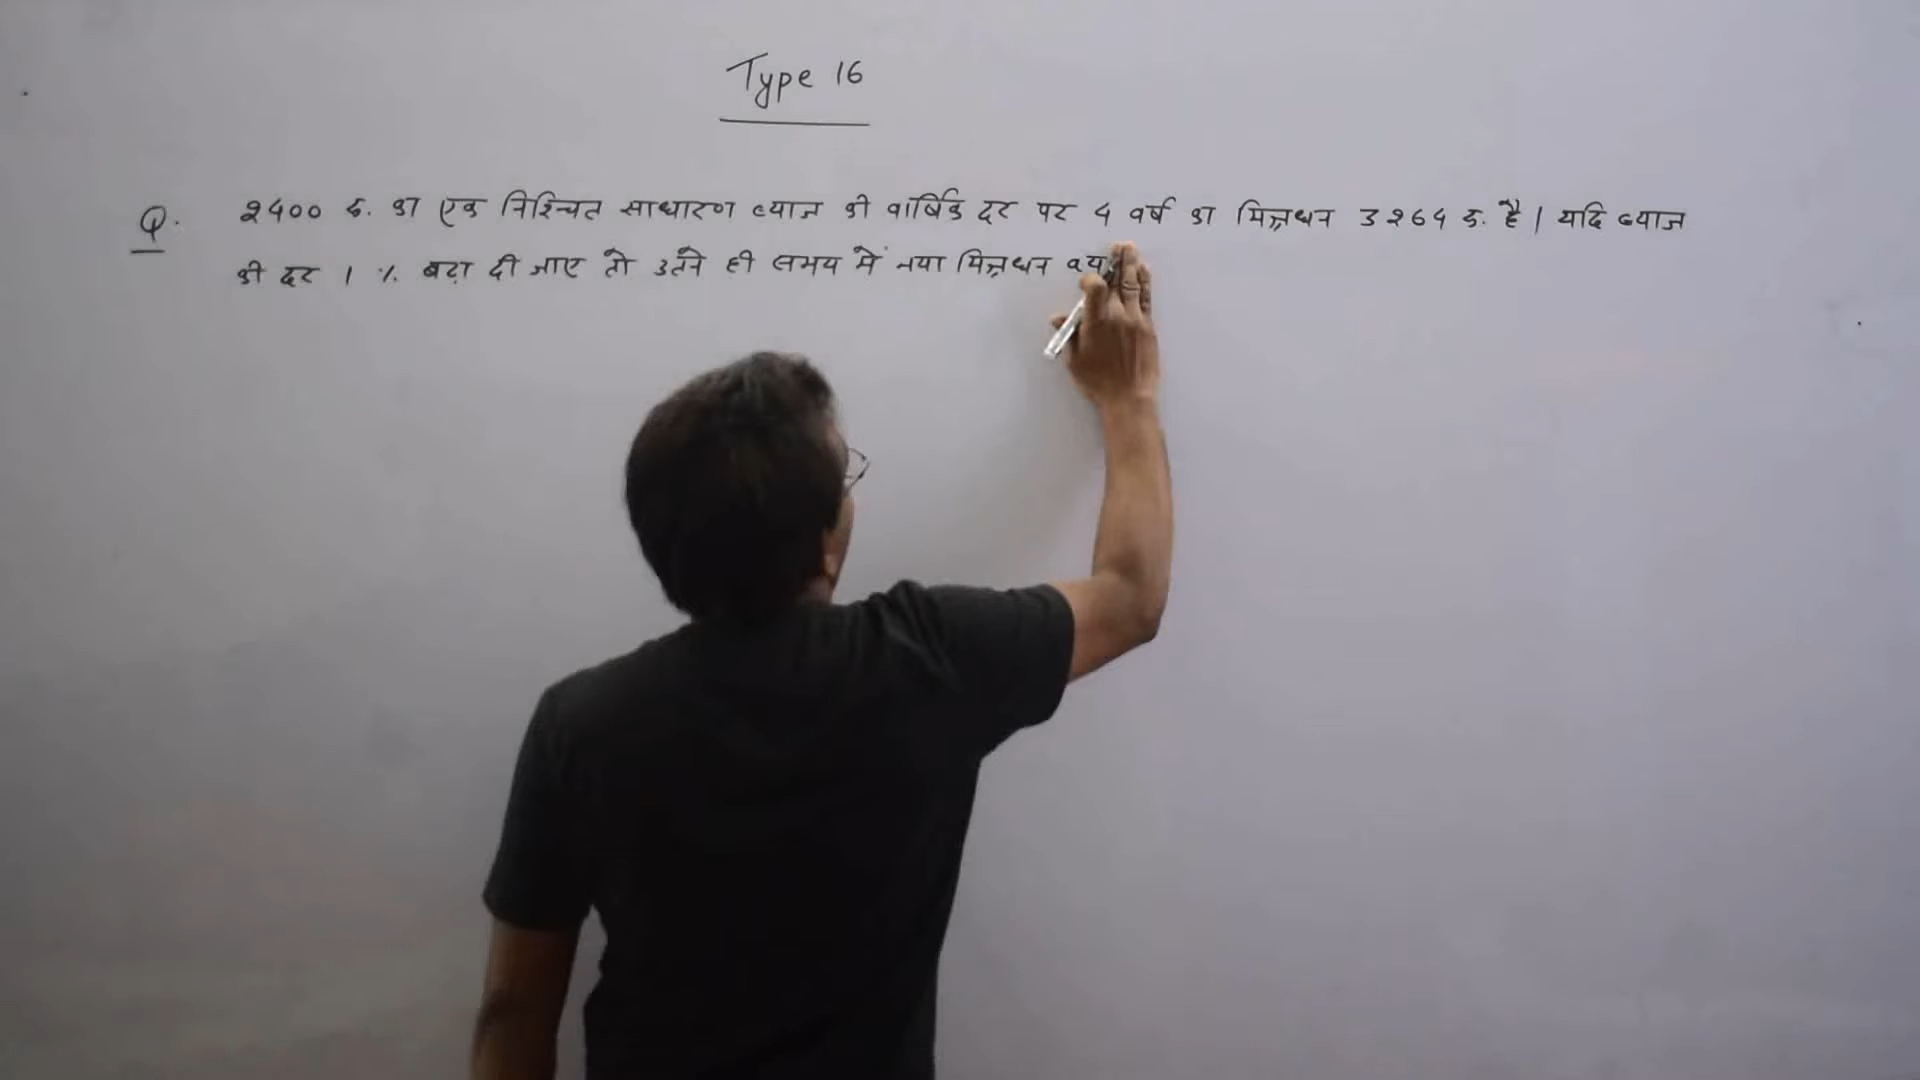 Type 16
Q. 2400 रु. का एक निश्चित साधारण ब्याज की वार्षिक दर पर 4 वर्ष का मिश्रधन 3264 रु. है । यदि ब्याज
की दर 1 % बढ़ा दी जाए तो उतने ही समय में नया मिश्रधन